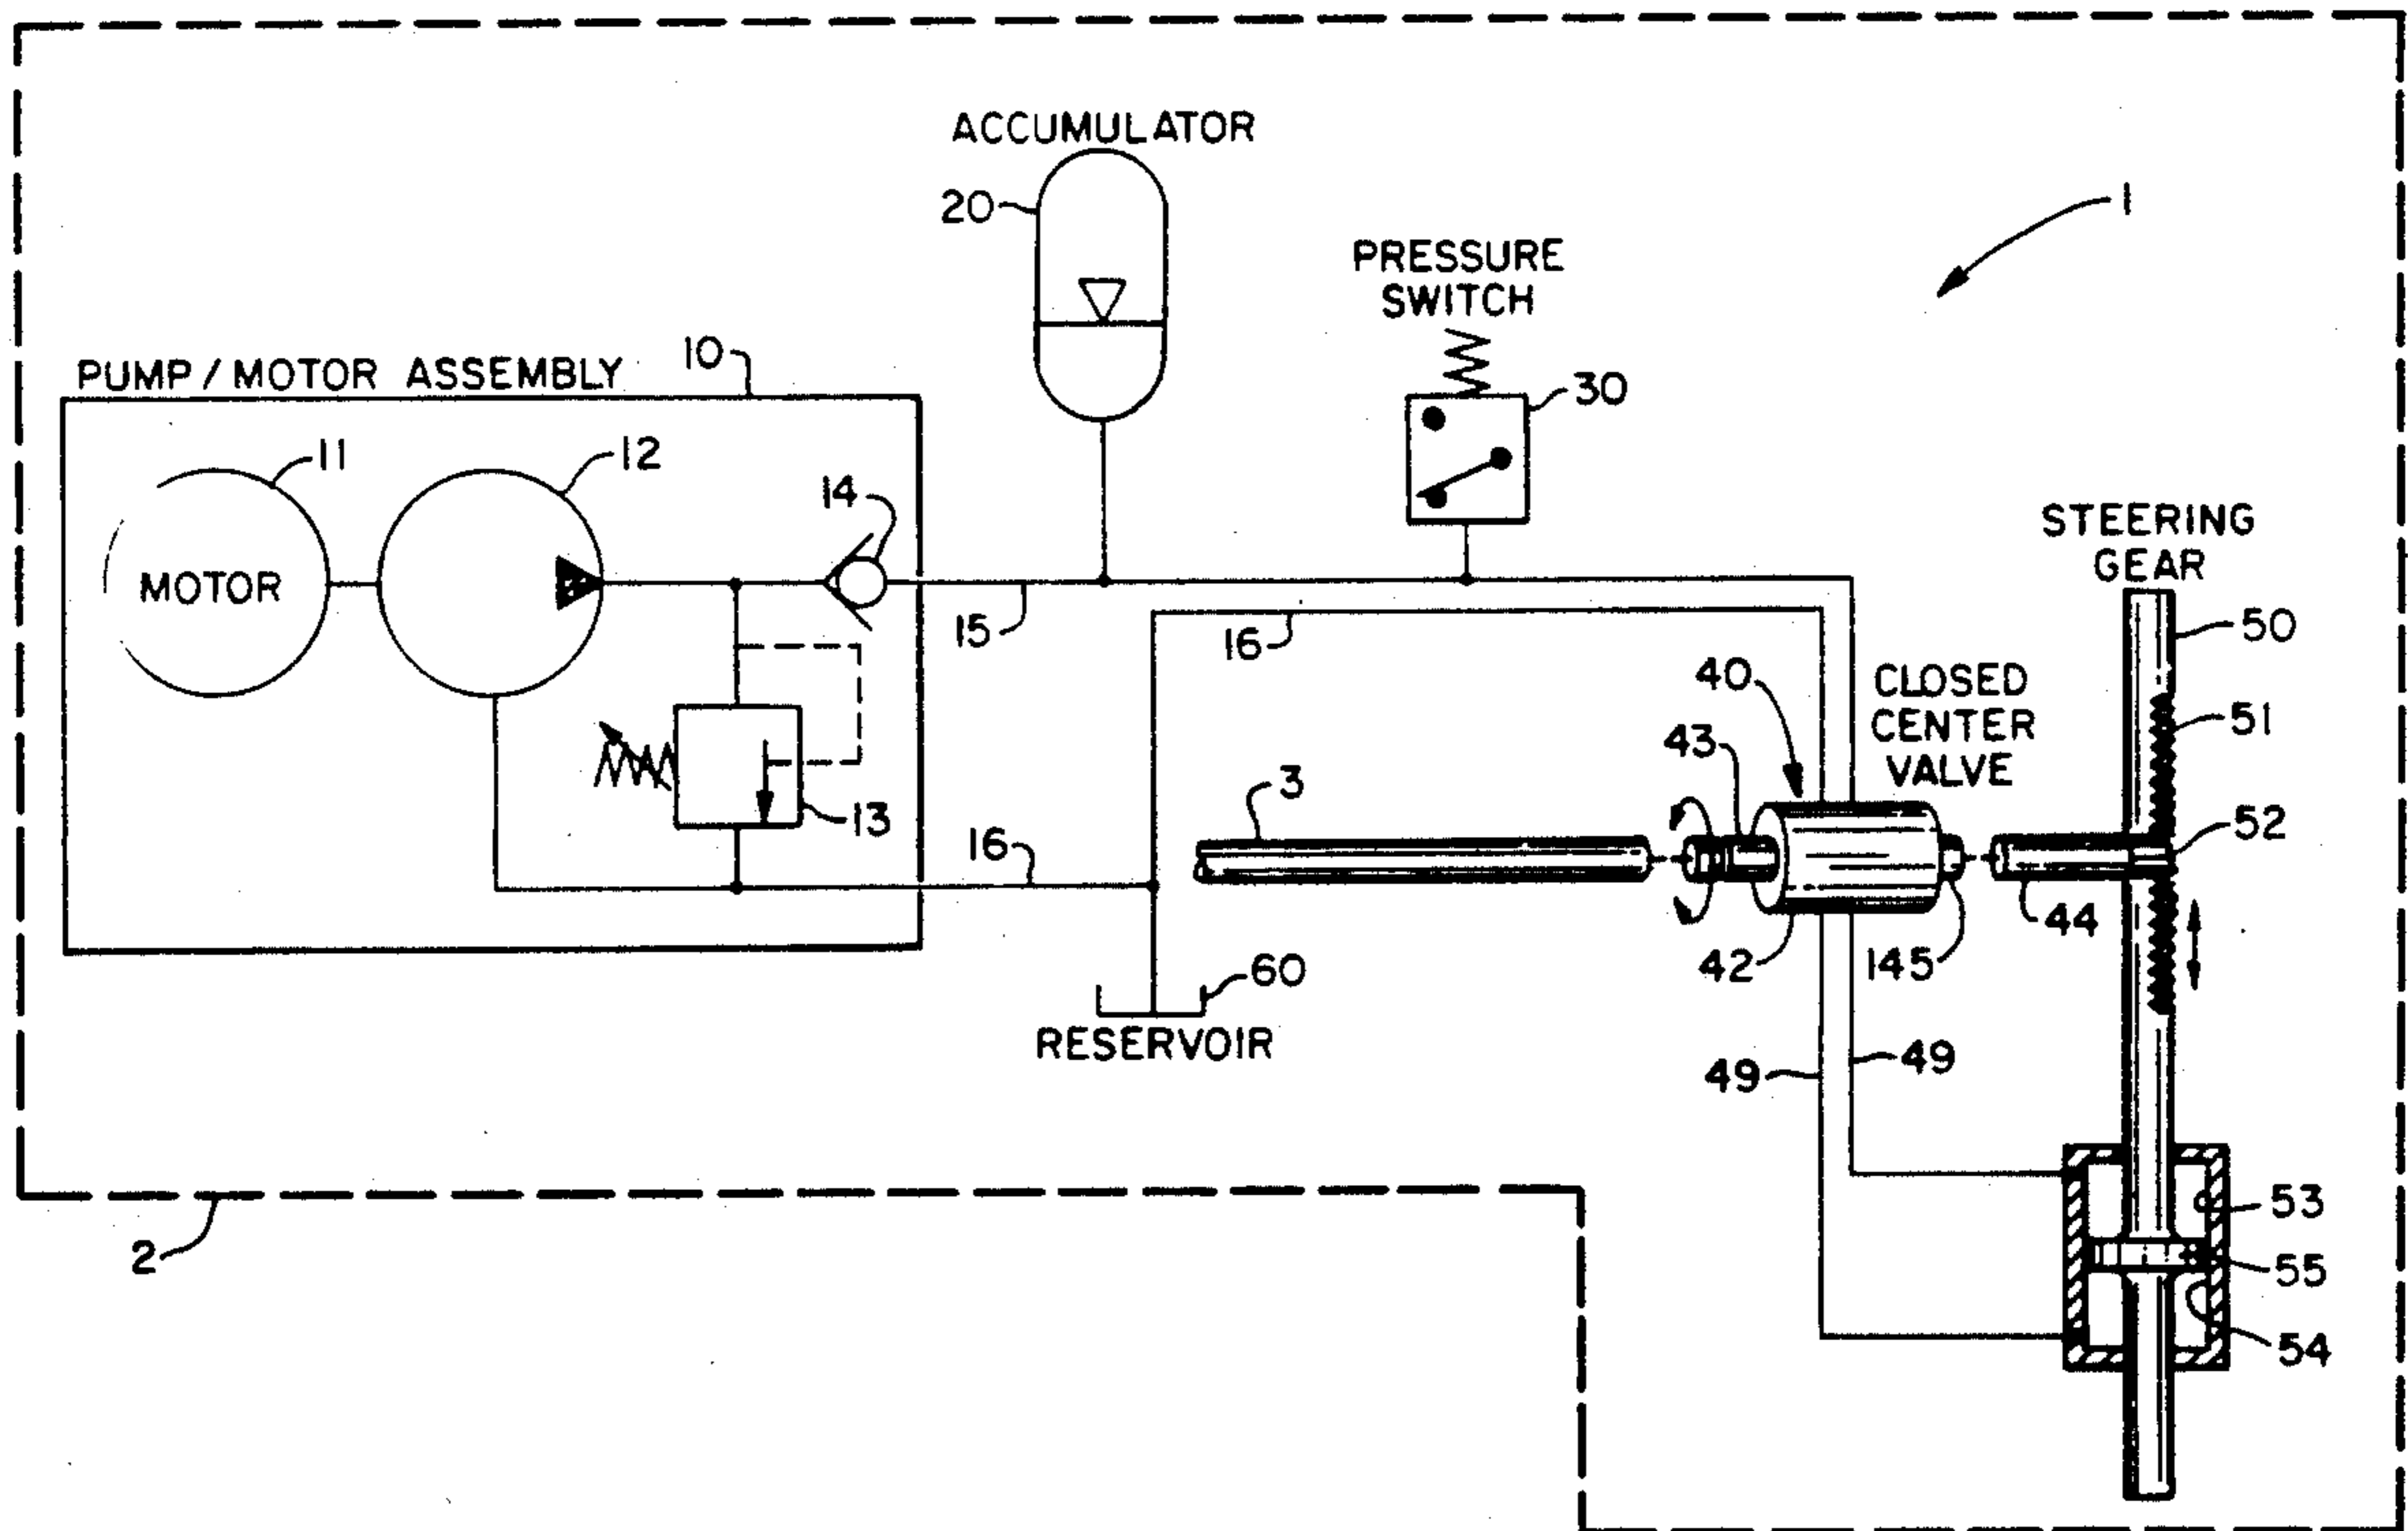 ACCUMULATOR
20
1
PRESSURE
SWITCH
30
PUMP / MOTOR ASSEMBLY
10
11
12
14
MOTOR
15
16
STEERING
GEAR
50
51
40
CLOSED
CENTER
VALVE
43
13
3
52
16
44
42
145
60
RESERVOIR
49
49
2
53
55
54